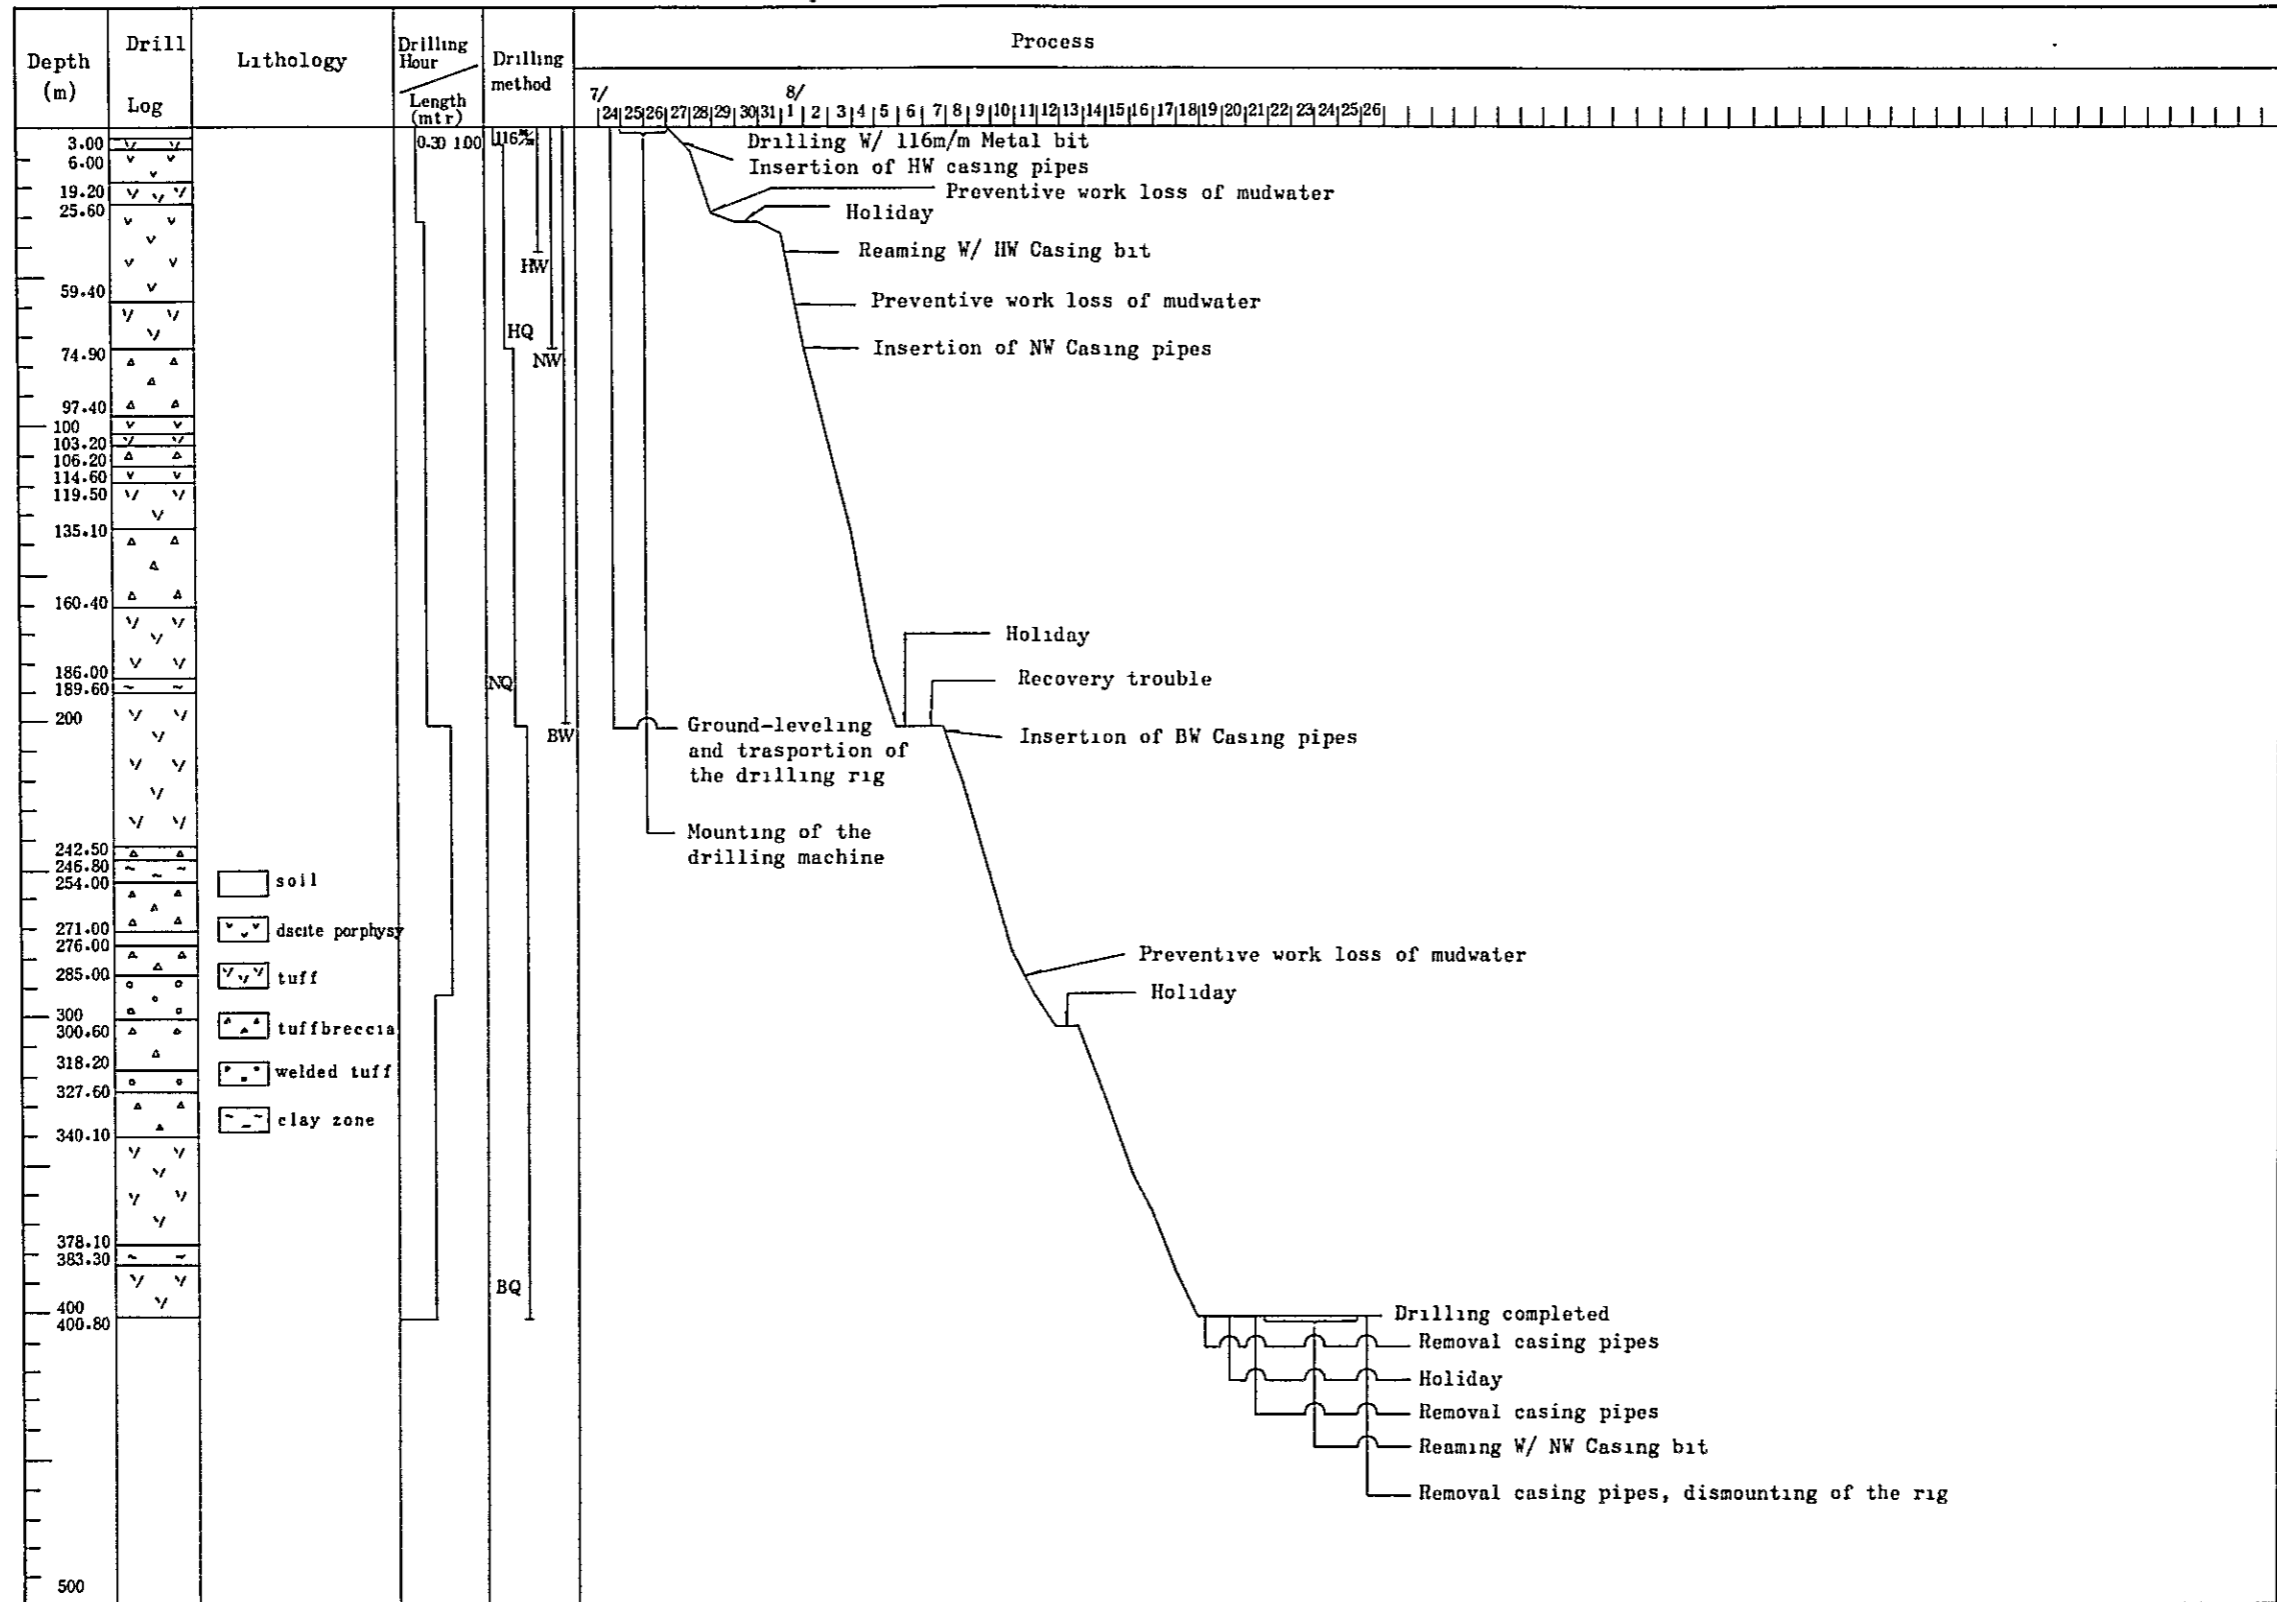 Process
Depth
(m)
Drill
Log
Lithology
Drilling
Hour
Length
(mtr)
Drilling
method
7/
8/
24 25 26 27 28 29 30 31 1 2 3 4 5 6 7 8 9 10 11 12 13 14 15 16 17 18 19 20 21 22 23 24 25 26
0.30 1.00
116m/m
3.00
6.00
19.20
25.60
59.40
74.90
97.40
100
103.20
106.20
114.60
119.50
135.10
160.40
186.00
189.60
200
242.50
246.80
254.00
271.00
276.00
285.00
300
300.60
318.20
327.60
340.10
378.10
383.30
400
400.80
500
soil
dscite porphysy
tuff
tuffbreccia
welded tuff
clay zone
HW
HQ
NW
NQ
BW
BQ
Drilling W/ 116m/m Metal bit
Insertion of HW casing pipes
Preventive work loss of mudwater
Holiday
Reaming W/ HW Casing bit
Preventive work loss of mudwater
Insertion of NW Casing pipes
Holiday
Recovery trouble
Insertion of BW Casing pipes
Ground-leveling
and trasportion of
the drilling rig
Mounting of the
drilling machine
Preventive work loss of mudwater
Holiday
Drilling completed
Removal casing pipes
Holiday
Removal casing pipes
Reaming W/ NW Casing bit
Removal casing pipes, dismounting of the rig